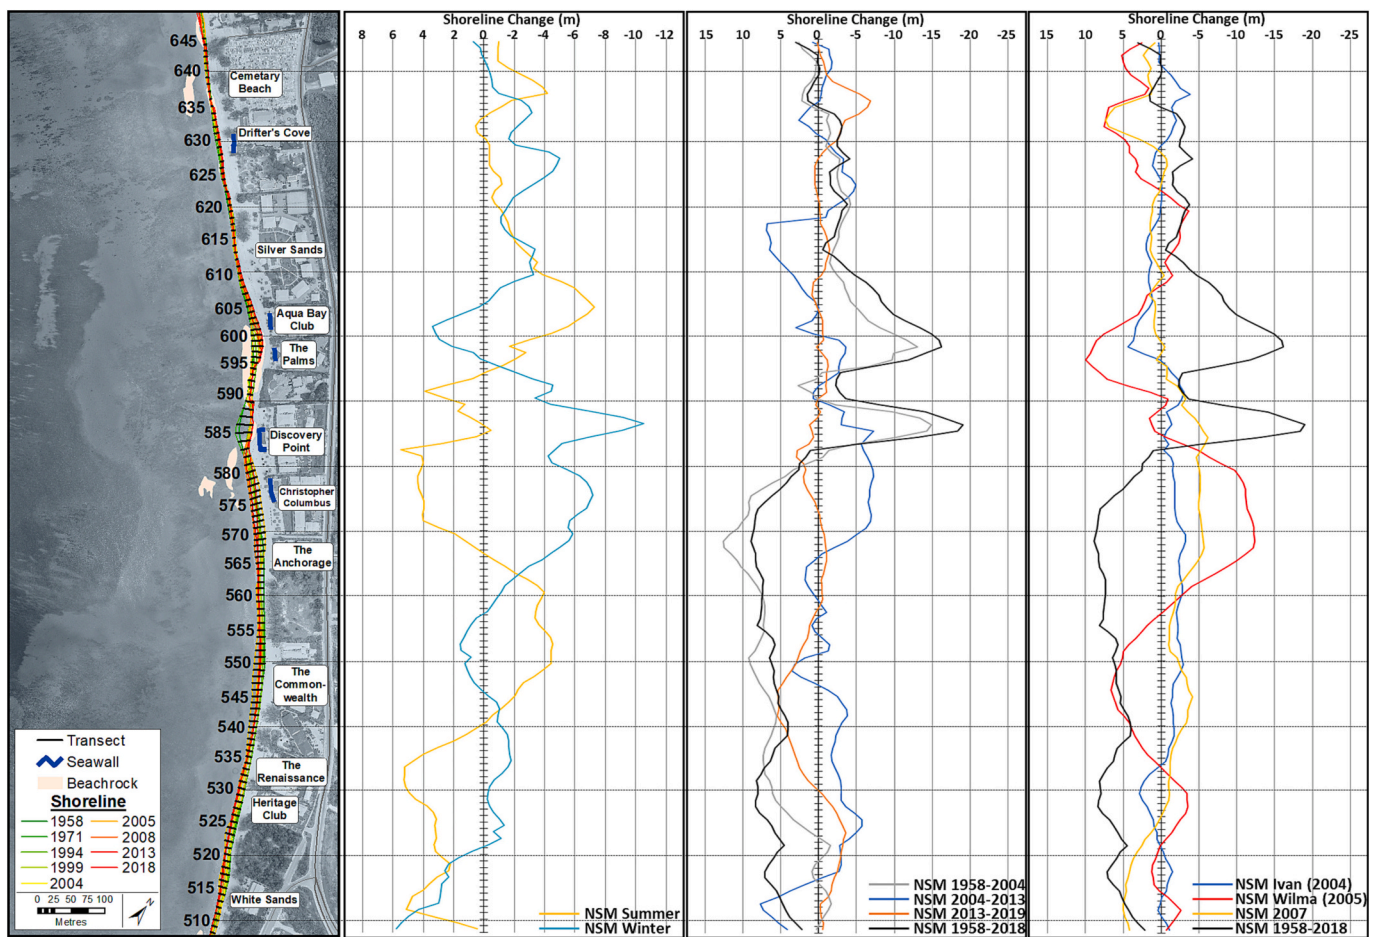 645
640
635
630
625
620
615
610
605
600
595
590
585
580
575
570
565
560
555
550
545
540
535
530
525
520
515
510
Cemetary
Beach
Drifter's Cove
Silver Sands
Aqua Bay
Club
The
Palms
Discovery
Point
Christopher
Columbus
The
Anchorage
The
Common-
wealth
The
Renaissance
Heritage
Club
White Sands
Transect
Seawall
Beachrock
Shoreline
1958 2005
1971 2008
1994 2013
1999 2018
2004
0 25 50 75 100
Metres
N
Shoreline Change (m)
8 6 4 2 0 -2 -4 -6 -8 -10 -12
NSM Summer
NSM Winter
Shoreline Change (m)
15 10 5 0 -5 -10 -15 -20 -25
NSM 1958-2004
NSM 2004-2013
NSM 2013-2019
NSM 1958-2018
Shoreline Change (m)
15 10 5 0 -5 -10 -15 -20 -25
NSM Ivan (2004)
NSM Wilma (2005)
NSM 2007
NSM 1958-2018